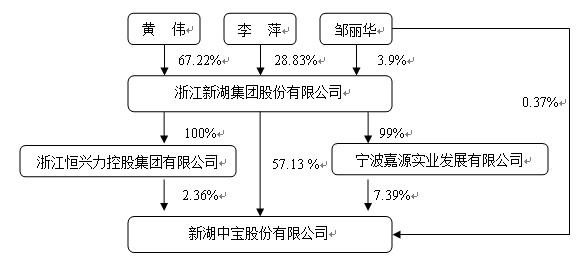 黄 伟 李 萍 邹丽华
67.22% 28.83% 3.9%
浙江新湖集团股份有限公司
0.37%
100% 99%
浙江恒兴力控股集团有限公司 57.13 % 宁波嘉源实业发展有限公司
2.36% 7.39%
新湖中宝股份有限公司